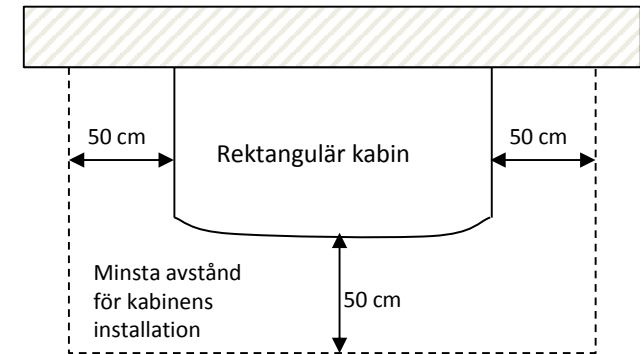 50 cm
50 cm
Rektangulär kabin
Minsta avstånd
för kabinens
installation
50 cm